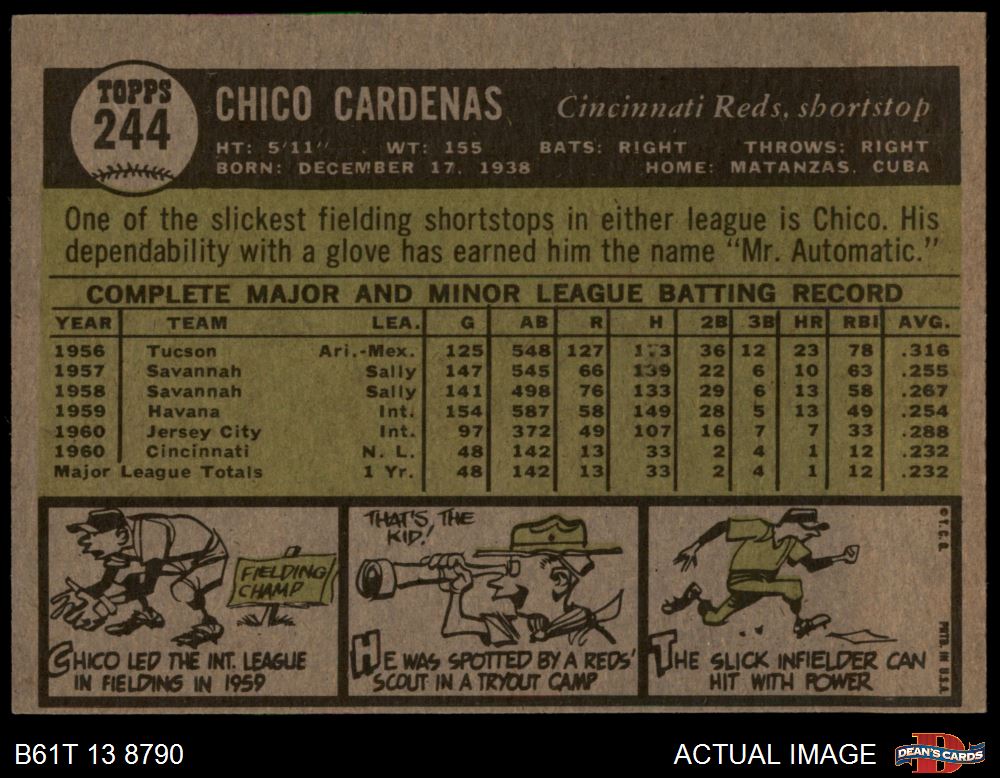 TOPPS
244
CHICO CARDENAS Cincinnati Reds, shortstop
HT: 5'11" WT: 155 BATS: RIGHT THROWS: RIGHT
BORN: DECEMBER 17, 1938 HOME: MATANZAS, CUBA
One of the slickest fielding shortstops in either league is Chico. His
dependability with a glove has earned him the name "Mr. Automatic."
COMPLETE MAJOR AND MINOR LEAGUE BATTING RECORD
YEAR TEAM LEA. G AB R H 2B 3B HR RBI AVG.
1956 Tucson Ari.-Mex. 125 548 127 173 36 12 23 78 .316
1957 Savannah Sally 147 545 66 139 22 6 10 63 .255
1958 Savannah Sally 141 498 76 133 29 6 13 58 .267
1959 Havana Int. 154 587 58 149 28 5 13 49 .254
1960 Jersey City Int. 97 372 49 107 16 7 7 33 .288
1960 Cincinnati N. L. 48 142 13 33 2 4 1 12 .232
Major League Totals 1 Yr. 48 142 13 33 2 4 1 12 .232
FIELDING
CHAMP
CHICO LED THE INT. LEAGUE
IN FIELDING IN 1959
THAT'S THE
KID!
HE WAS SPOTTED BY A REDS'
SCOUT IN A TRYOUT CAMP
THE SLICK INFIELDER CAN
HIT WITH POWER
© T.C.G.
PRTD. IN U.S.A.
B61T 13 8790
ACTUAL IMAGE
DEAN'S CARDS